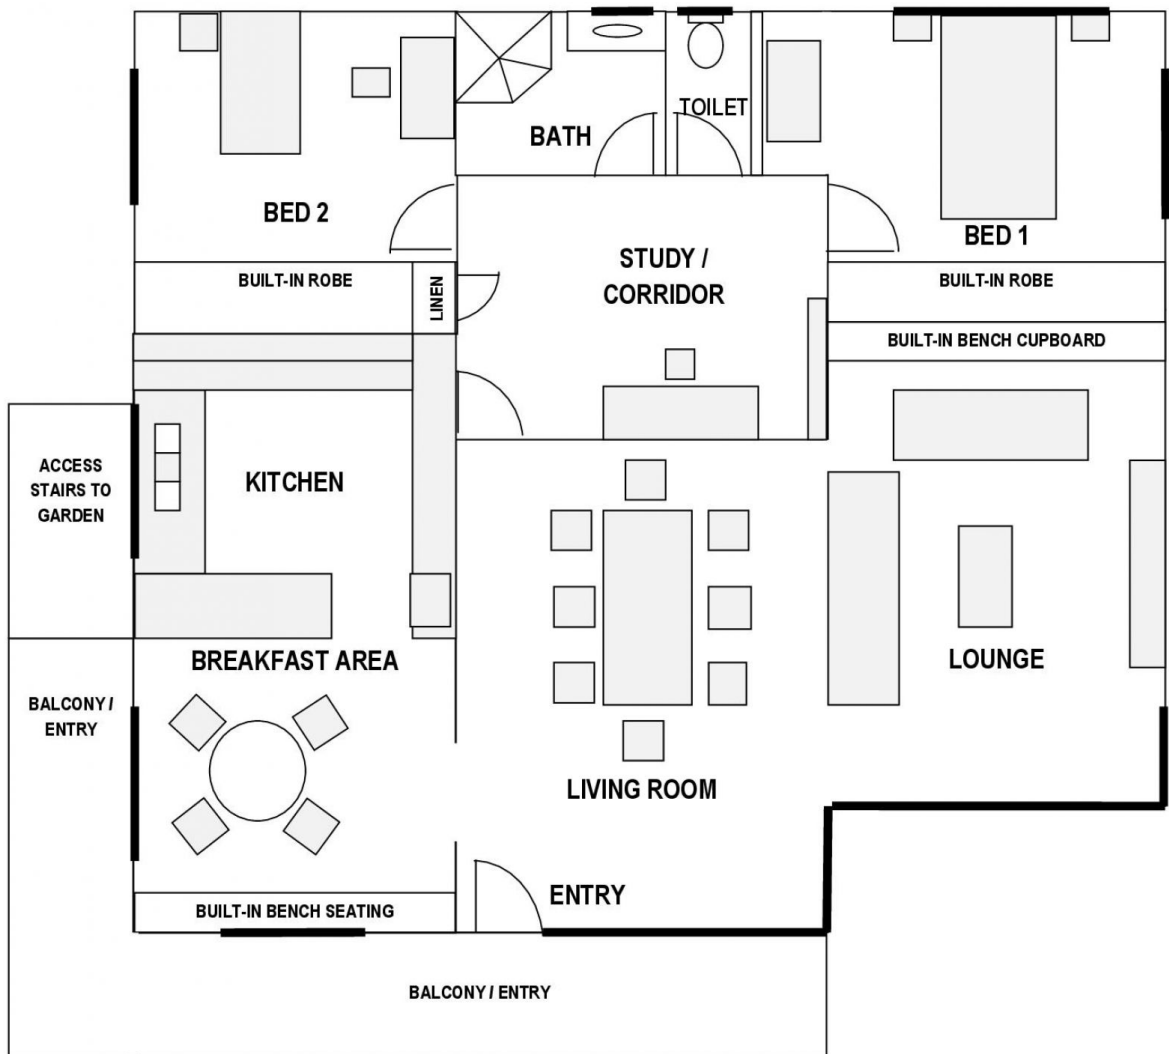 TOILET
BATH
BED 2
BED 1
STUDY /
CORRIDOR
BUILT-IN ROBE
LINEN
BUILT-IN ROBE
BUILT-IN BENCH CUPBOARD
ACCESS
STAIRS TO
GARDEN
KITCHEN
BREAKFAST AREA
LOUNGE
BALCONY /
ENTRY
LIVING ROOM
ENTRY
BUILT-IN BENCH SEATING
BALCONY / ENTRY